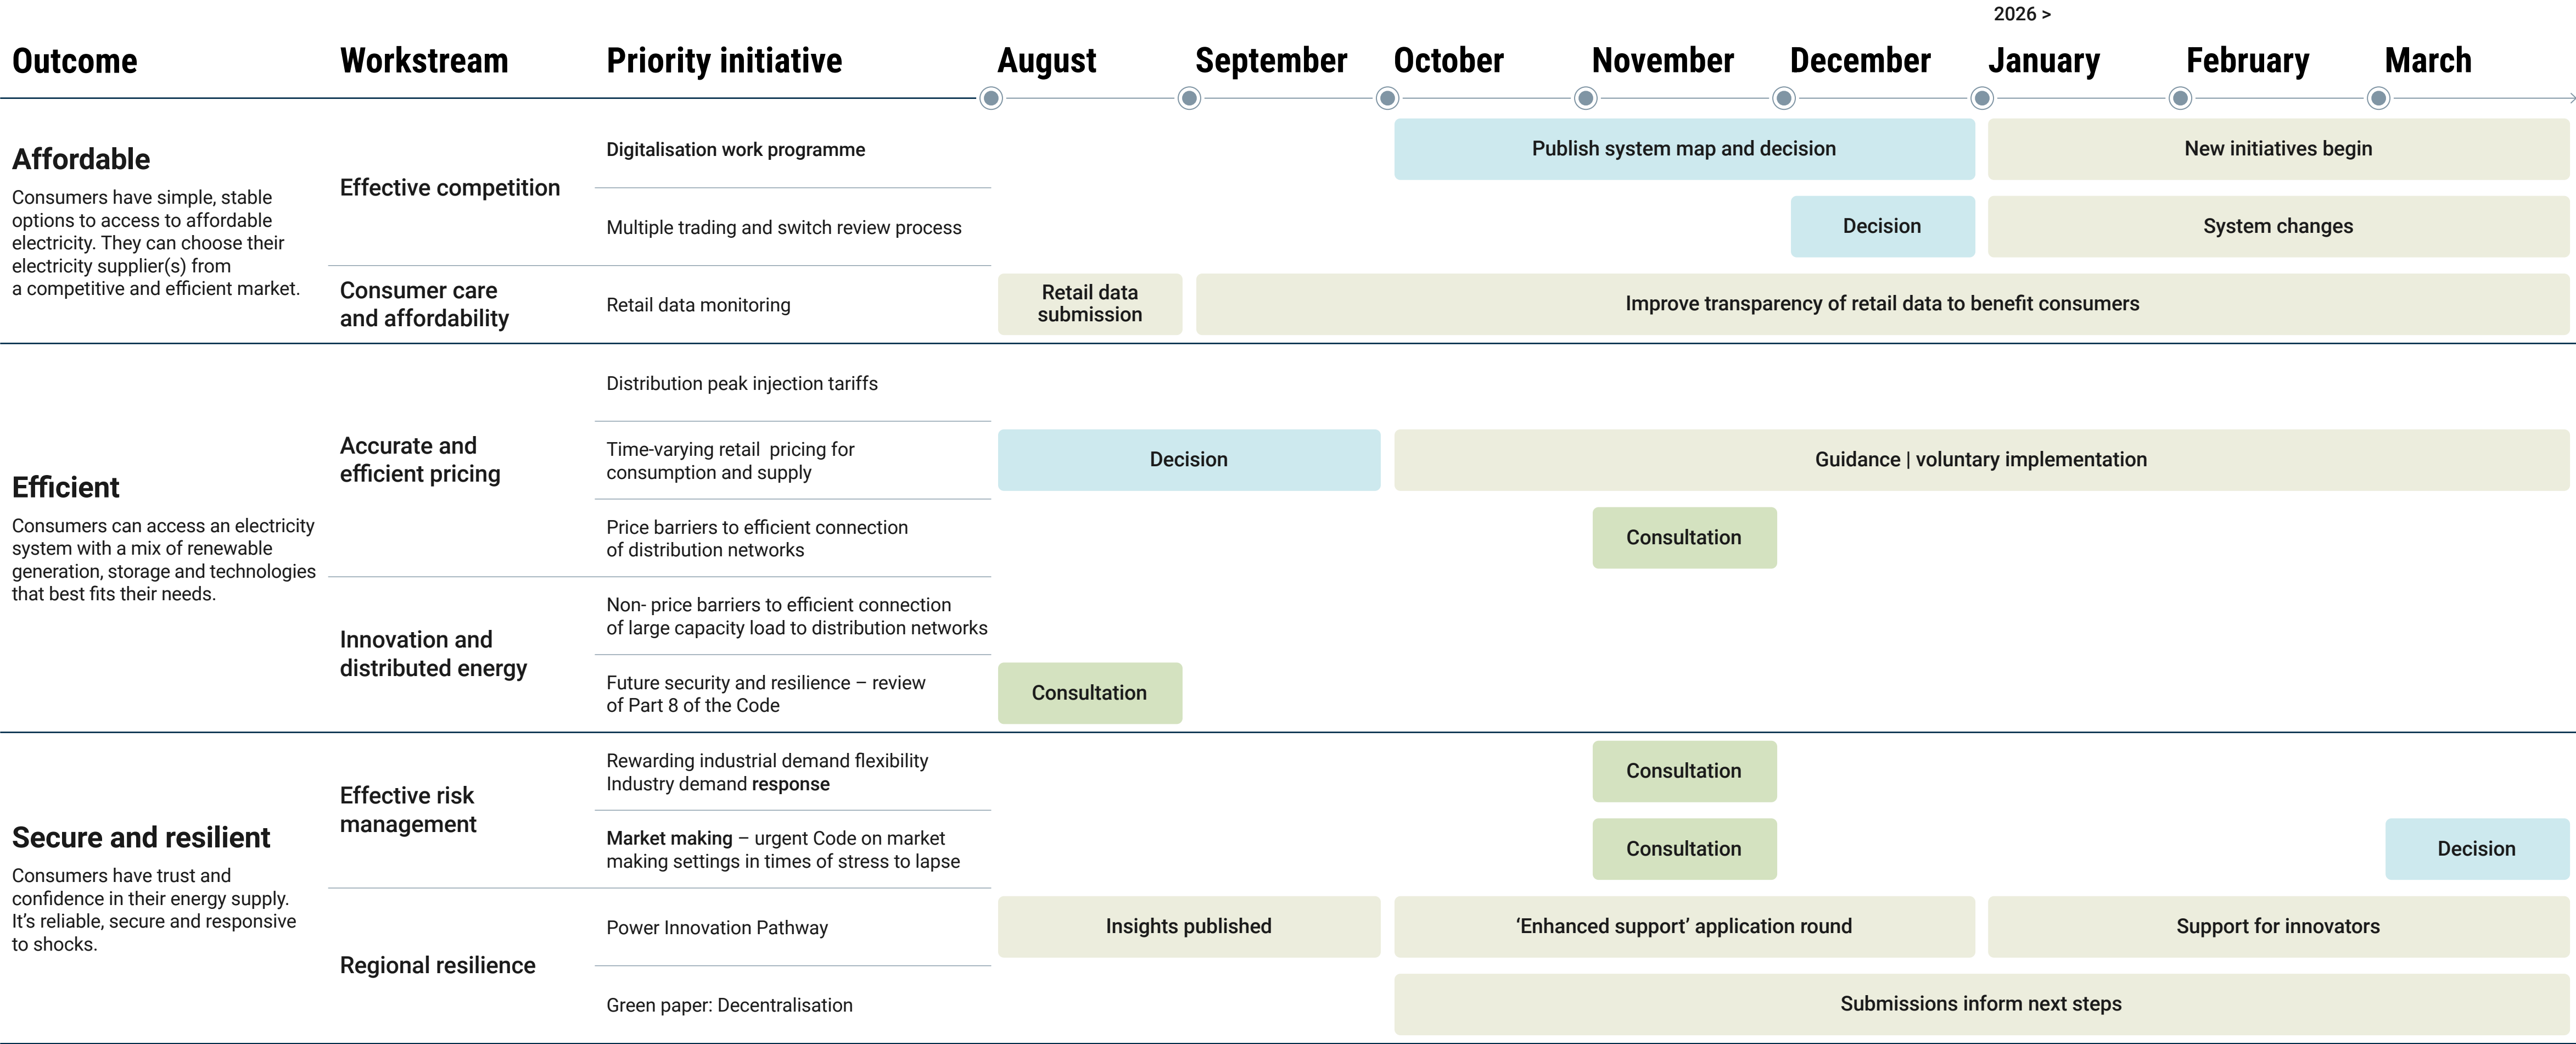 2026 >
Outcome
Workstream
Priority initiative
August
September
October
November
December
January
February
March
Affordable
Consumers have simple, stable
options to access to affordable
electricity. They can choose their
electricity supplier(s) from
a competitive and efficient market.
Effective competition
Digitalisation work programme
Publish system map and decision
New initiatives begin
Multiple trading and switch review process
Decision
System changes
Consumer care
and affordability
Retail data monitoring
Retail data
submission
Improve transparency of retail data to benefit consumers
Efficient
Consumers can access an electricity
system with a mix of renewable
generation, storage and technologies
that best fits their needs.
Accurate and
efficient pricing
Distribution peak injection tariffs
Time-varying retail  pricing for
consumption and supply
Decision
Guidance | voluntary implementation
Price barriers to efficient connection
of distribution networks
Consultation
Innovation and
distributed energy
Non- price barriers to efficient connection
of large capacity load to distribution networks
Future security and resilience – review
of Part 8 of the Code
Consultation
Secure and resilient
Consumers have trust and
confidence in their energy supply.
It’s reliable, secure and responsive
to shocks.
Effective risk
management
Rewarding industrial demand flexibility
Industry demand response
Consultation
Market making – urgent Code on market
making settings in times of stress to lapse
Consultation
Decision
Regional resilience
Power Innovation Pathway
Insights published
‘Enhanced support’ application round
Support for innovators
Green paper: Decentralisation
Submissions inform next steps